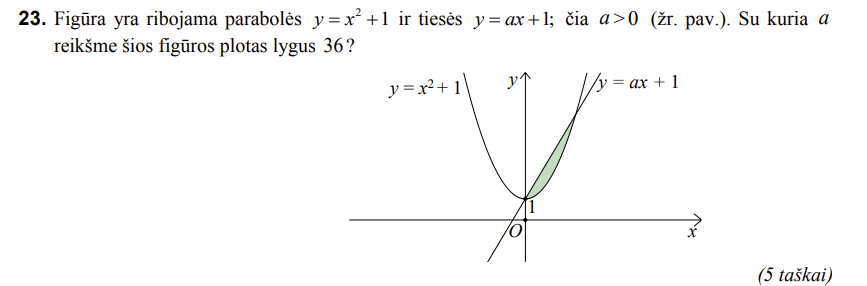 23. Figūra yra ribojama parabolės y = x² + 1 ir tiesės y = ax + 1; čia a > 0 (žr. pav.). Su kuria a
reikšme šios figūros plotas lygus 36?
y = x² + 1
y
y = ax + 1
1
O
x
(5 taškai)